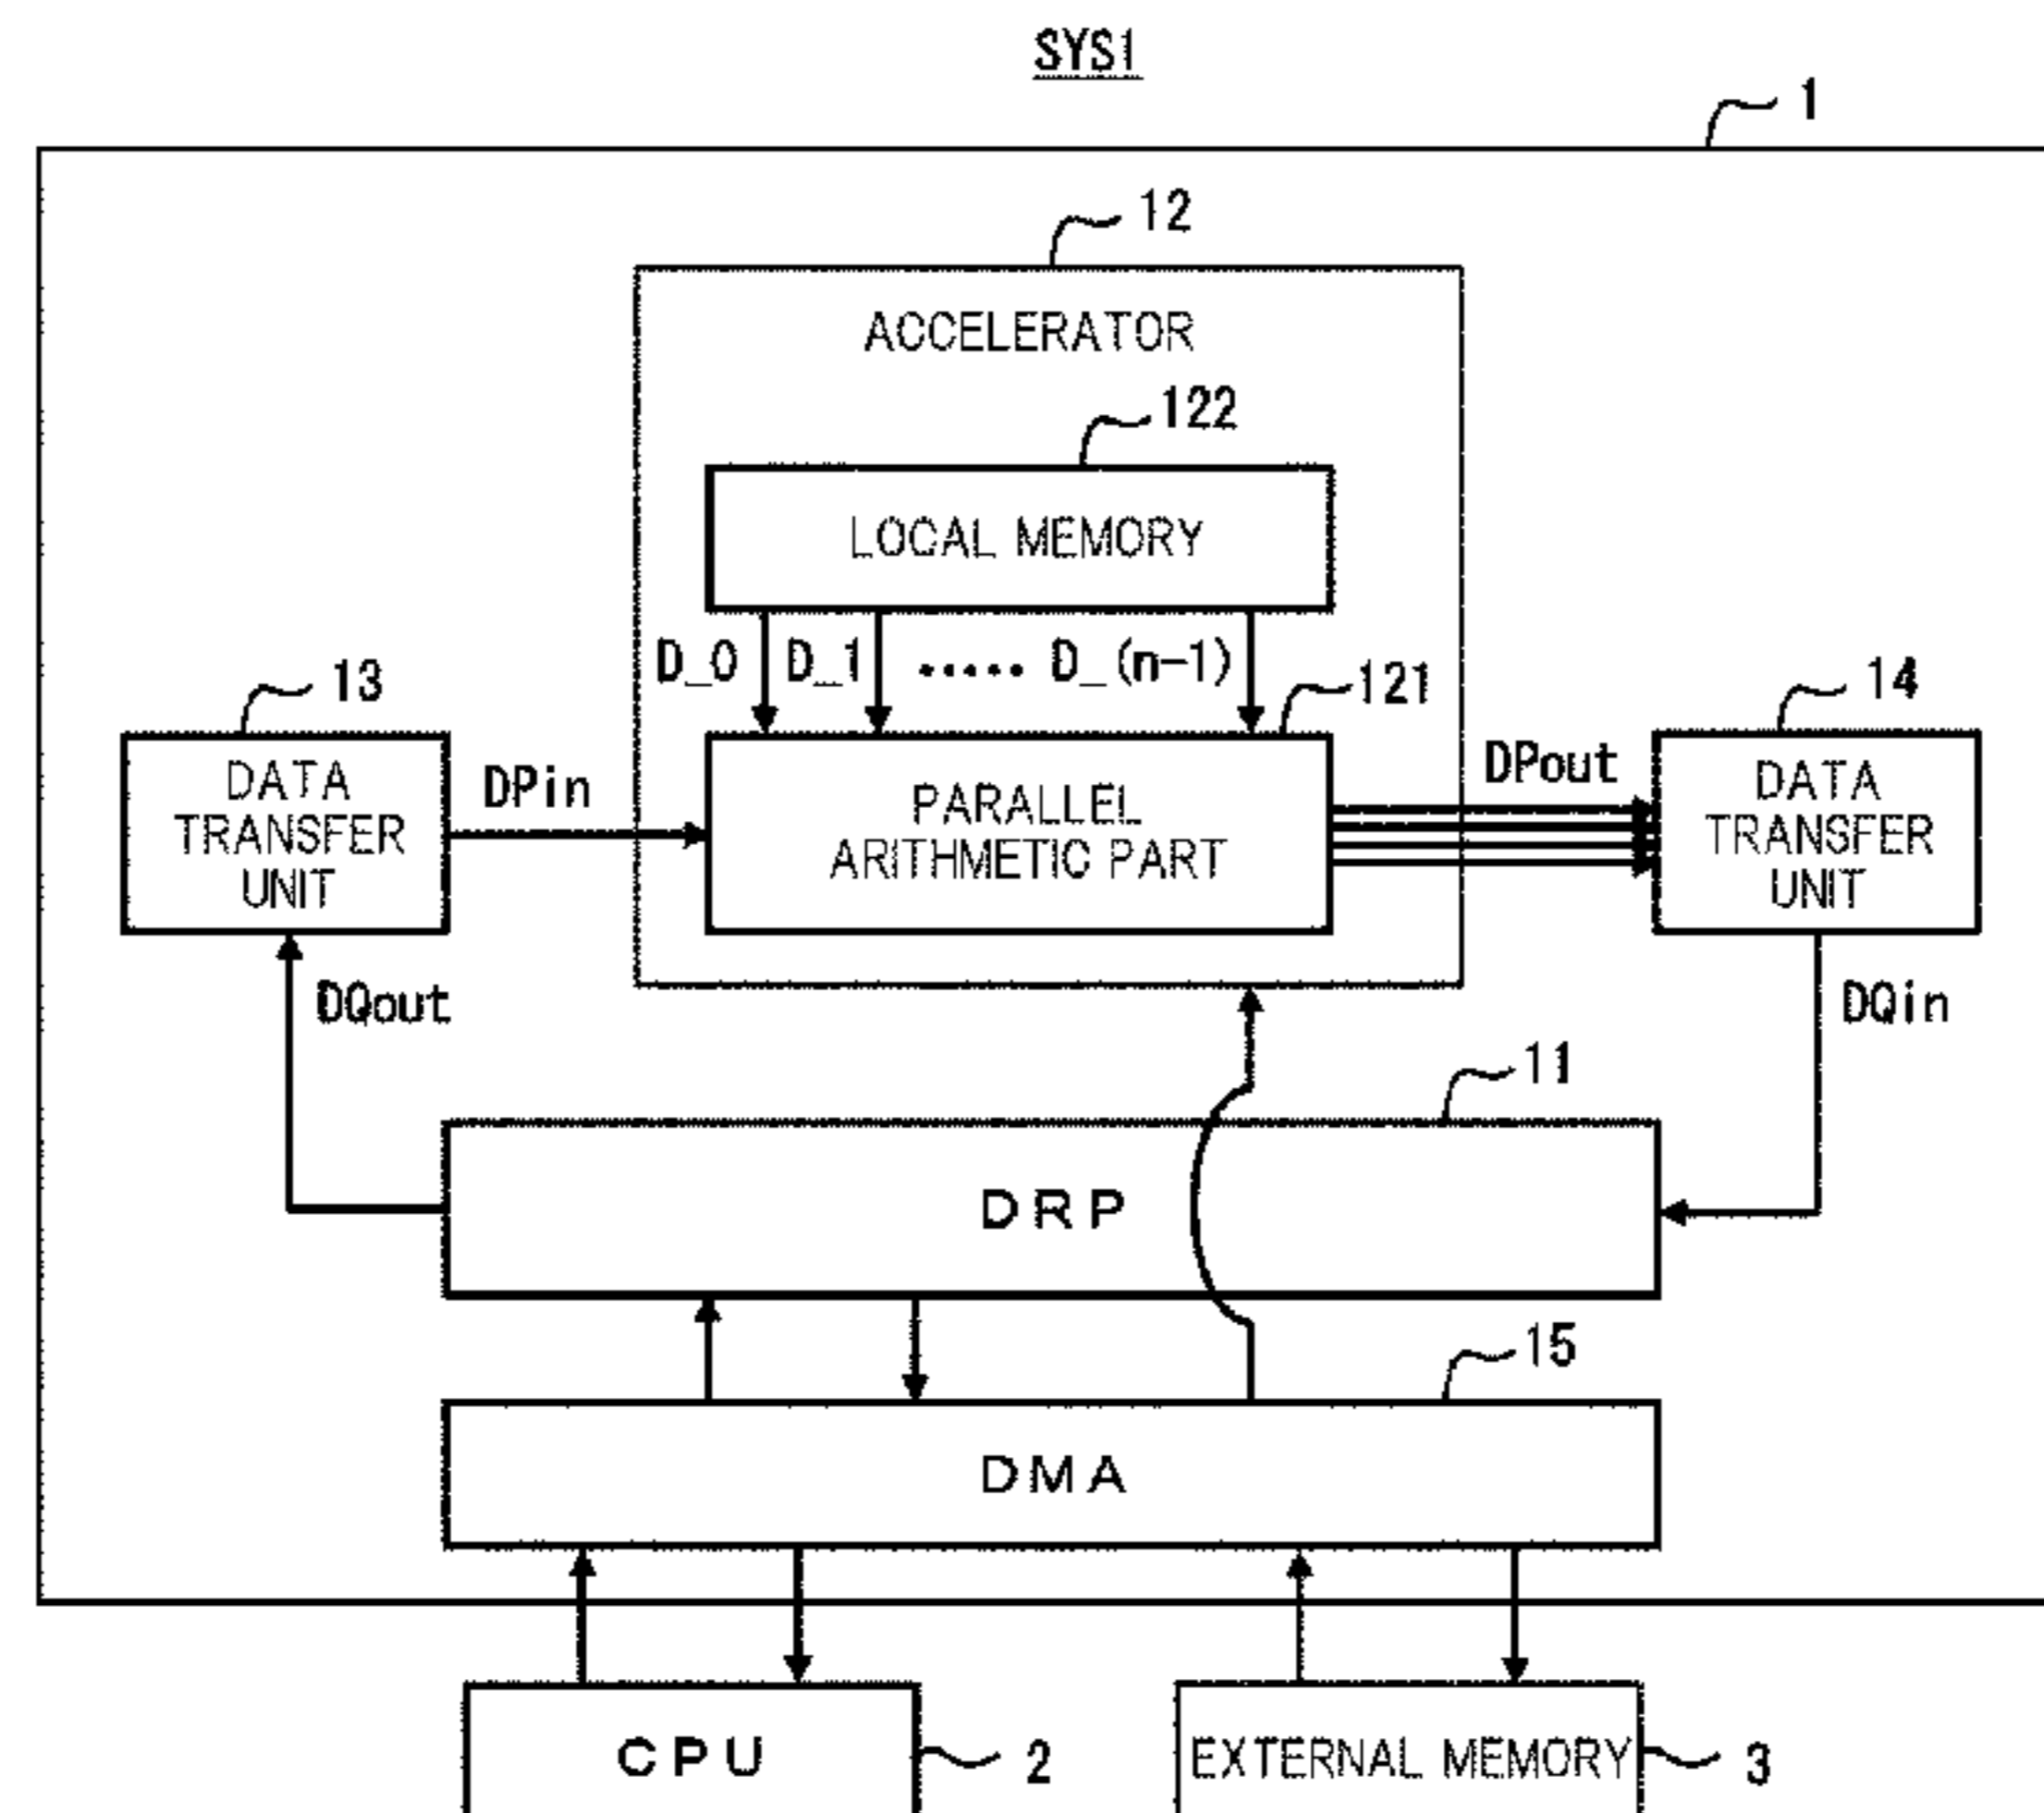 SYS1
1
12
ACCELERATOR
122
LOCAL MEMORY
D_0 D_1 ..... D_(n-1)
121
13
14
DATA
TRANSFER
UNIT
DPin
PARALLEL
ARITHMETIC PART
DPout
DATA
TRANSFER
UNIT
DQout
DQin
11
DRP
15
DMA
CPU
2
EXTERNAL MEMORY
3